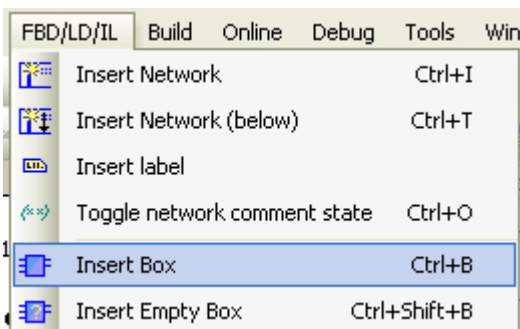 FBD/LD/IL Build Online Debug Tools Win
Insert Network Ctrl+I
Insert Network (below) Ctrl+T
Insert label
Toggle network comment state Ctrl+O
Insert Box Ctrl+B
Insert Empty Box Ctrl+Shift+B